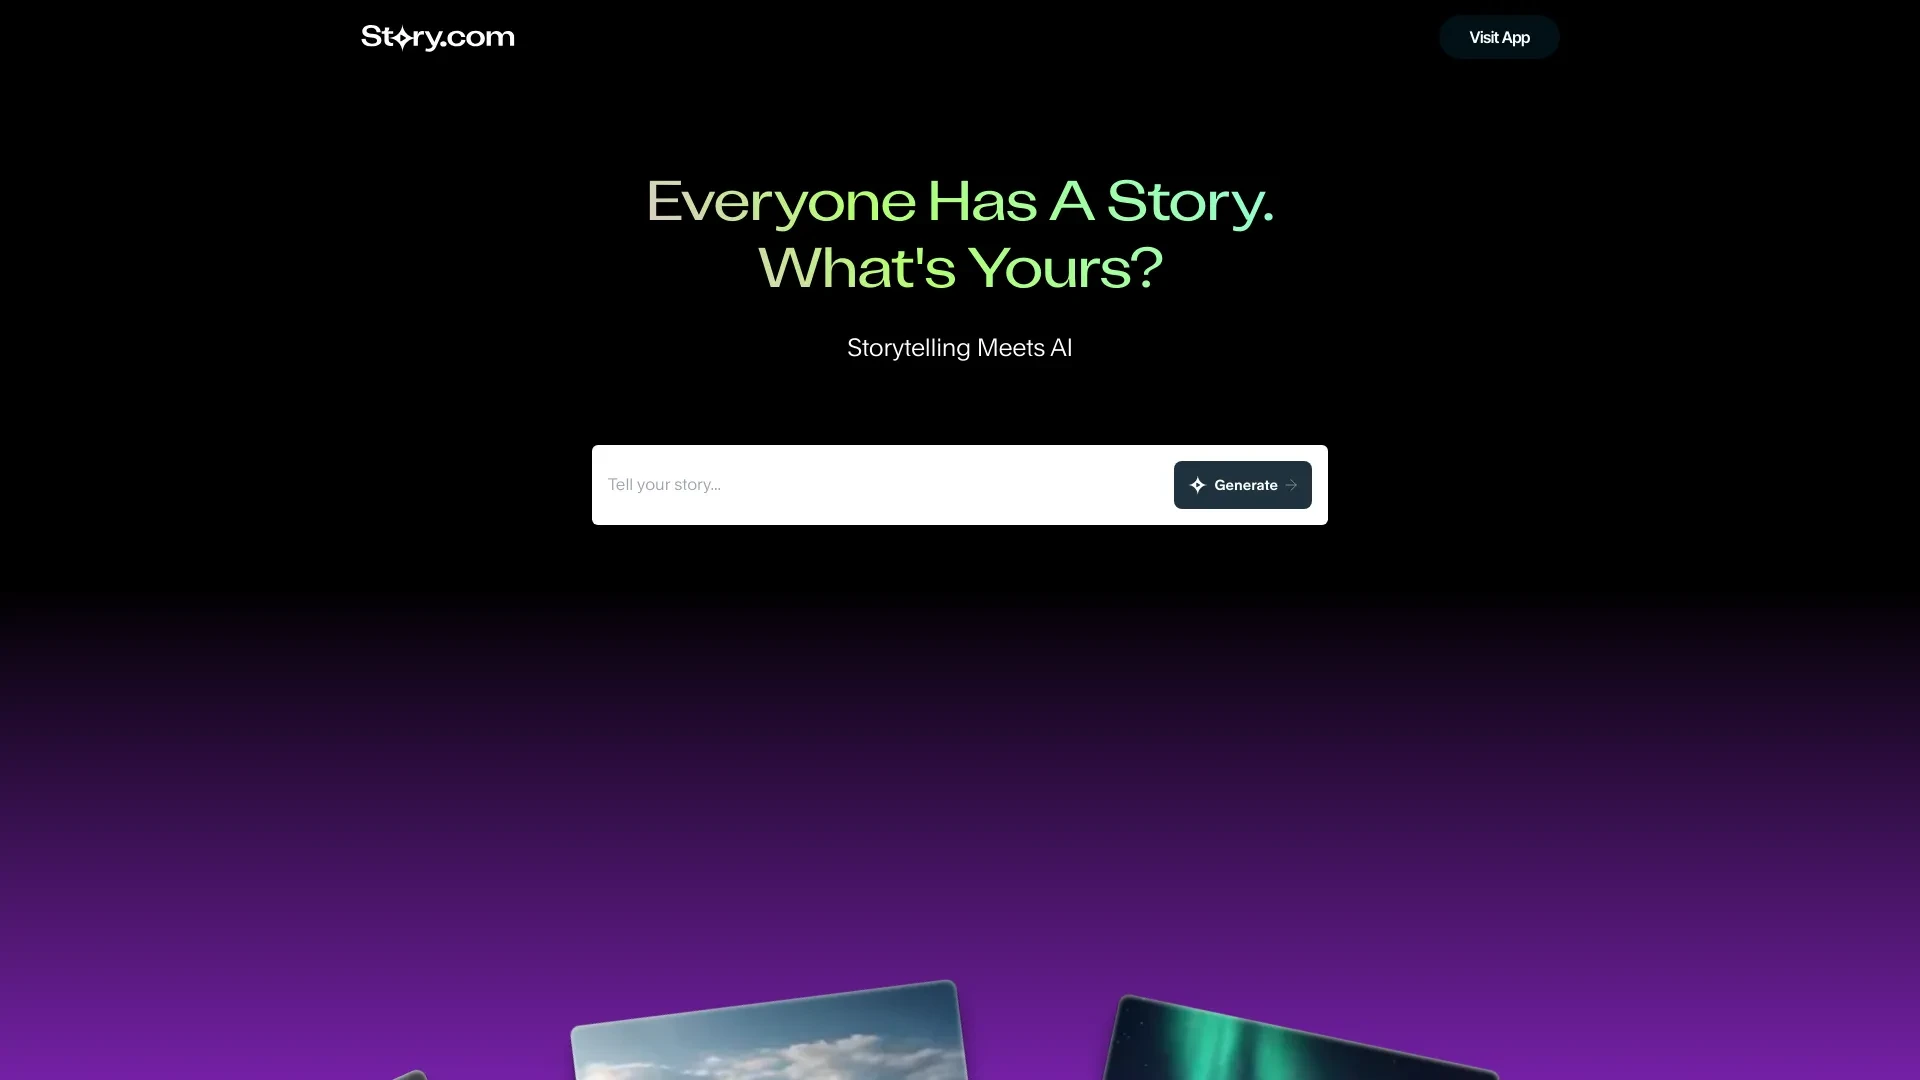 Story.com
Visit App
Everyone Has A Story.
What's Yours?
Storytelling Meets AI
Tell your story...
Generate